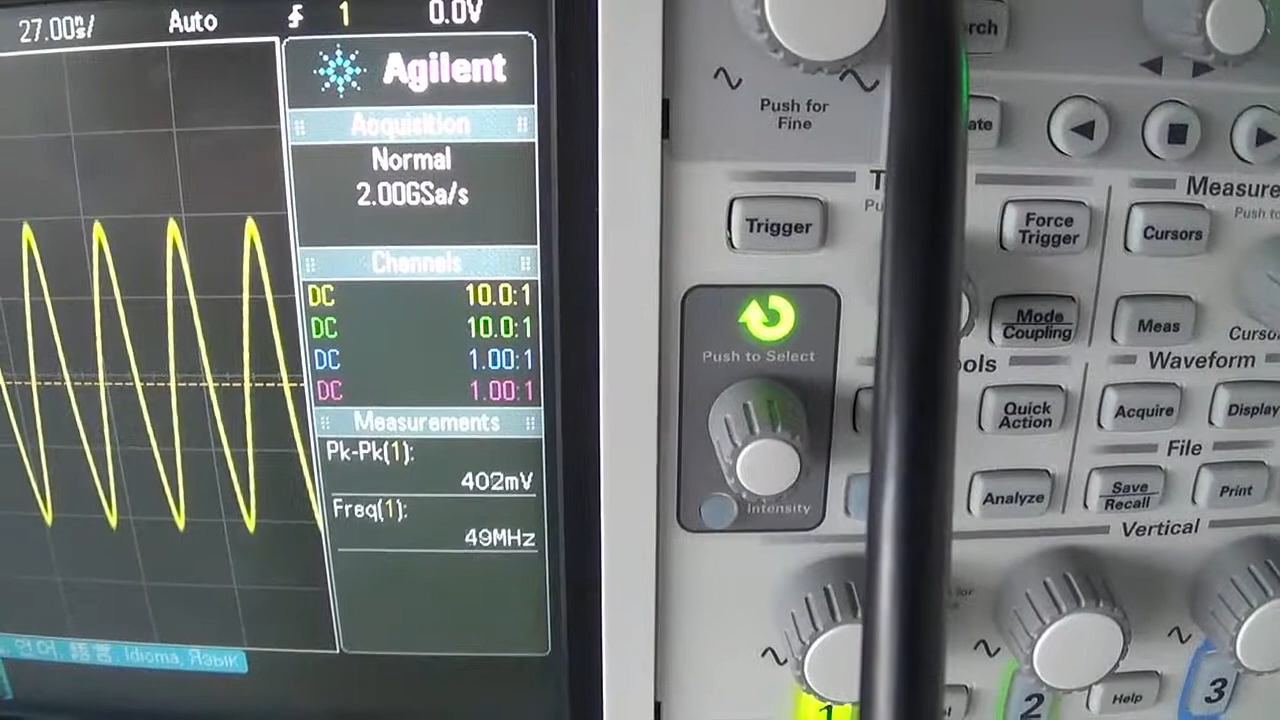 27.00ns/ Auto 1 0.0V
Agilent
Acquisition
Normal
2.00GSa/s
Channels
DC 10.0:1
DC 10.0:1
DC 1.00:1
DC 1.00:1
Measurements
Pk-Pk(1):
402mV
Freq(1):
49MHz
언어, 語言, Idioma, Язык
Push for
Fine
Trigger
Force
Trigger
Mode
Coupling
Push to Select
Intensity
Quick
Action
Analyze
Measure
Push to
Cursors
Meas
Waveform
Acquire
Display
File
Save
Recall
Print
Vertical
Help
1
2
3